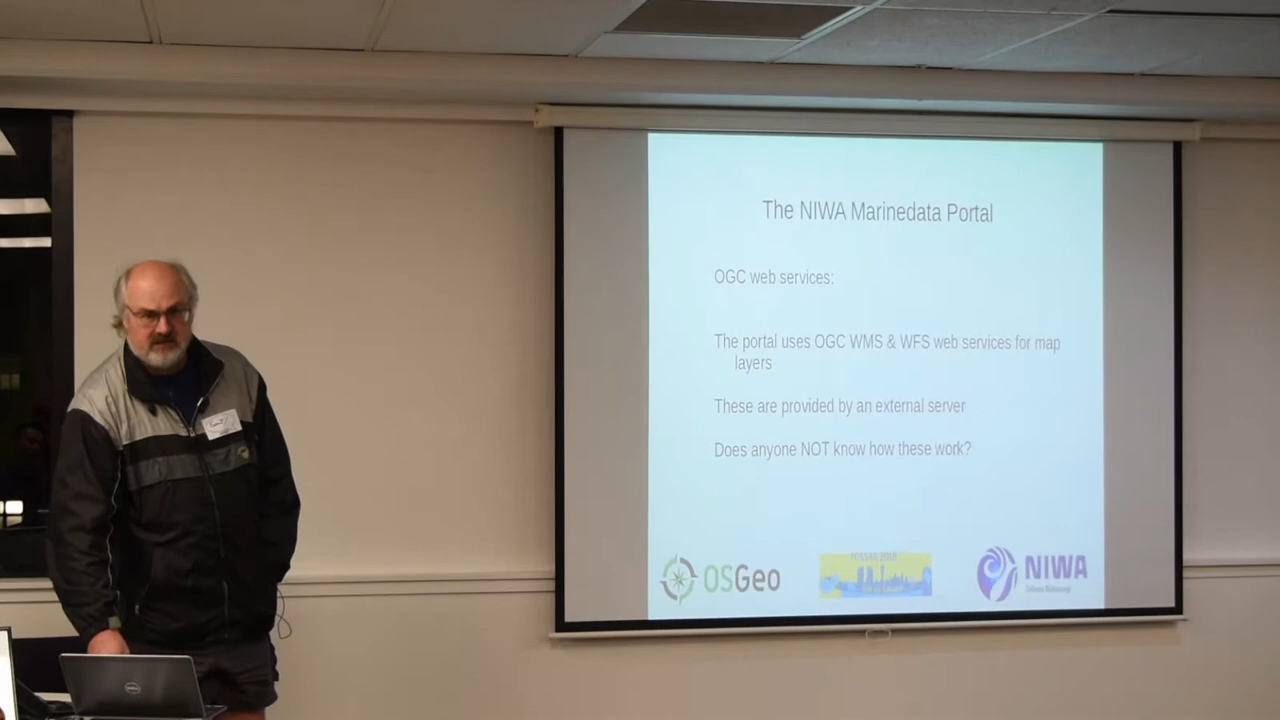 The NIWA Marinedata Portal
OGC web services:
The portal uses OGC WMS & WFS web services for map
layers
These are provided by an external server
Does anyone NOT know how these work?
OSGeo
NIWA
DELL